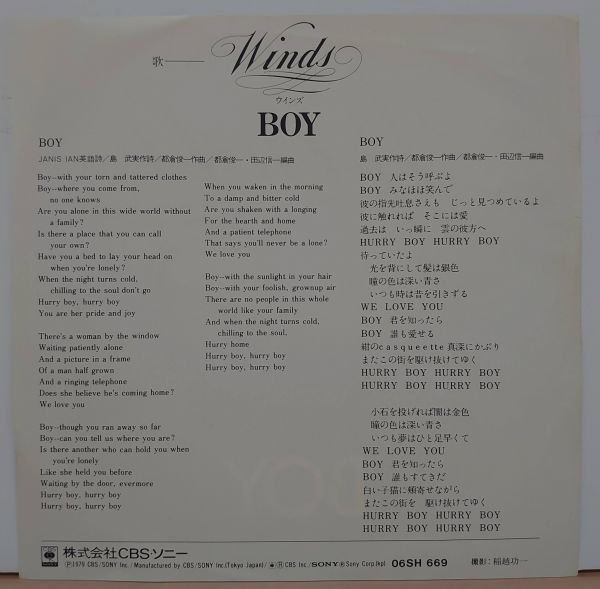 歌
Winds
ウインズ
BOY
BOY
JANIS IAN英語詩／島 武実作詩／都倉俊一作曲／都倉俊一・田辺信一編曲
Boy--with your torn and tattered clothes
Boy--where you come from,
no one knows
Are you alone in this wide world without
a family?
Is there a place that you can call
your own?
Have you a bed to lay your head on
when you're lonely?
When the night turns cold,
chilling to the soul don't go
Hurry boy, hurry boy
You are her pride and joy
There's a woman by the window
Waiting patiently alone
And a picture in a frame
Of a man half grown
And a ringing telephone
Does she believe he's coming home?
We love you
Boy--though you ran away so far
Boy--can you tell us where you are?
Is there another who can hold you when
you're lonely
Like she held you before
Waiting by the door, evermore
Hurry boy, hurry boy
Hurry boy, hurry boy
When you waken in the morning
To a damp and bitter cold
Are you shaken with a longing
For the hearth and home
And a patient telephone
That says you'll never be a lone?
We love you
Boy--with the sunlight in your hair
Boy--with your foolish, grownup air
There are no people in this whole
world like your family
And when the night turns cold,
chilling to the soul,
Hurry home
Hurry boy, hurry boy
Hurry boy, hurry boy
BOY
島 武実作詩／都倉俊一作曲／都倉俊一・田辺信一編曲
BOY 人はそう呼ぶよ
BOY みなほほ笑んで
彼の指先吐息さえも じっと見つめているよ
彼に触れれば そこには愛
過去は いっ瞬に 雲の彼方へ
HURRY BOY HURRY BOY
待っていたよ
光を背にして髪は銀色
瞳の色は深い青さ
いつも時は昔を引きずる
WE LOVE YOU
BOY 君を知ったら
BOY 誰も愛せる
紺のcasqueette真深にかぶり
またこの街を駆け抜けてゆく
HURRY BOY HURRY BOY
HURRY BOY HURRY BOY
小石を投げれば闇は金色
瞳の色は深い青さ
いつも夢はひと足早くて
WE LOVE YOU
BOY 君を知ったら
BOY 誰もすてきだ
白い子猫に頬寄せながら
またこの街を 駆け抜けてゆく
HURRY BOY HURRY BOY
HURRY BOY HURRY BOY
株式会社CBS・ソニー
Ⓟ1979 CBS/SONY Inc./Manufactured by CBS/SONY Inc.(Tokyo Japan)/ CBS Inc./SONY® Sony Corp.(kp)
06SH 669
撮影：稲越功一